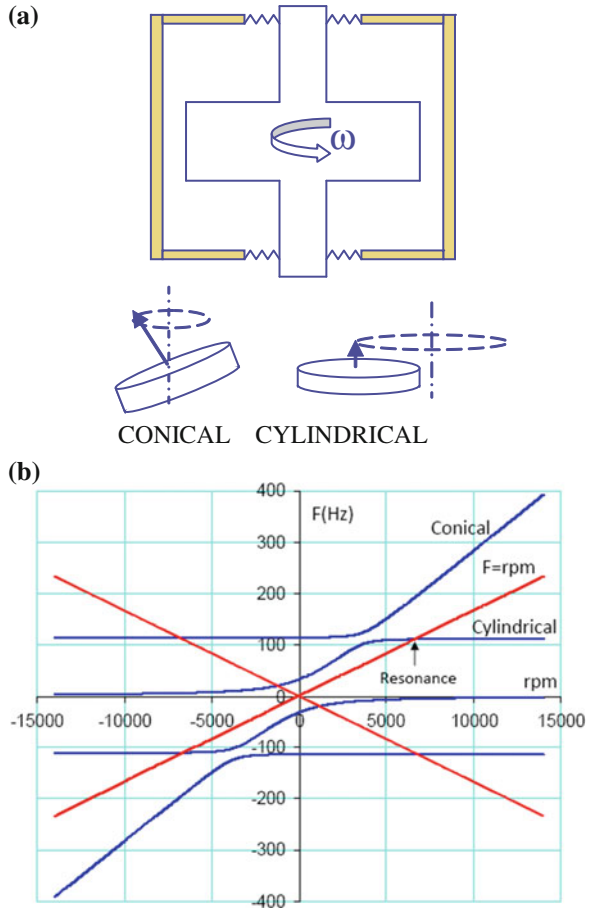 (a)
ω
CONICAL CYLINDRICAL
(b)
400
F(Hz)
Conical
300
F=rpm
200
Cylindrical
100
Resonance
rpm
0
-15000 -10000 -5000 0 5000 10000 15000
-100
-200
-300
-400